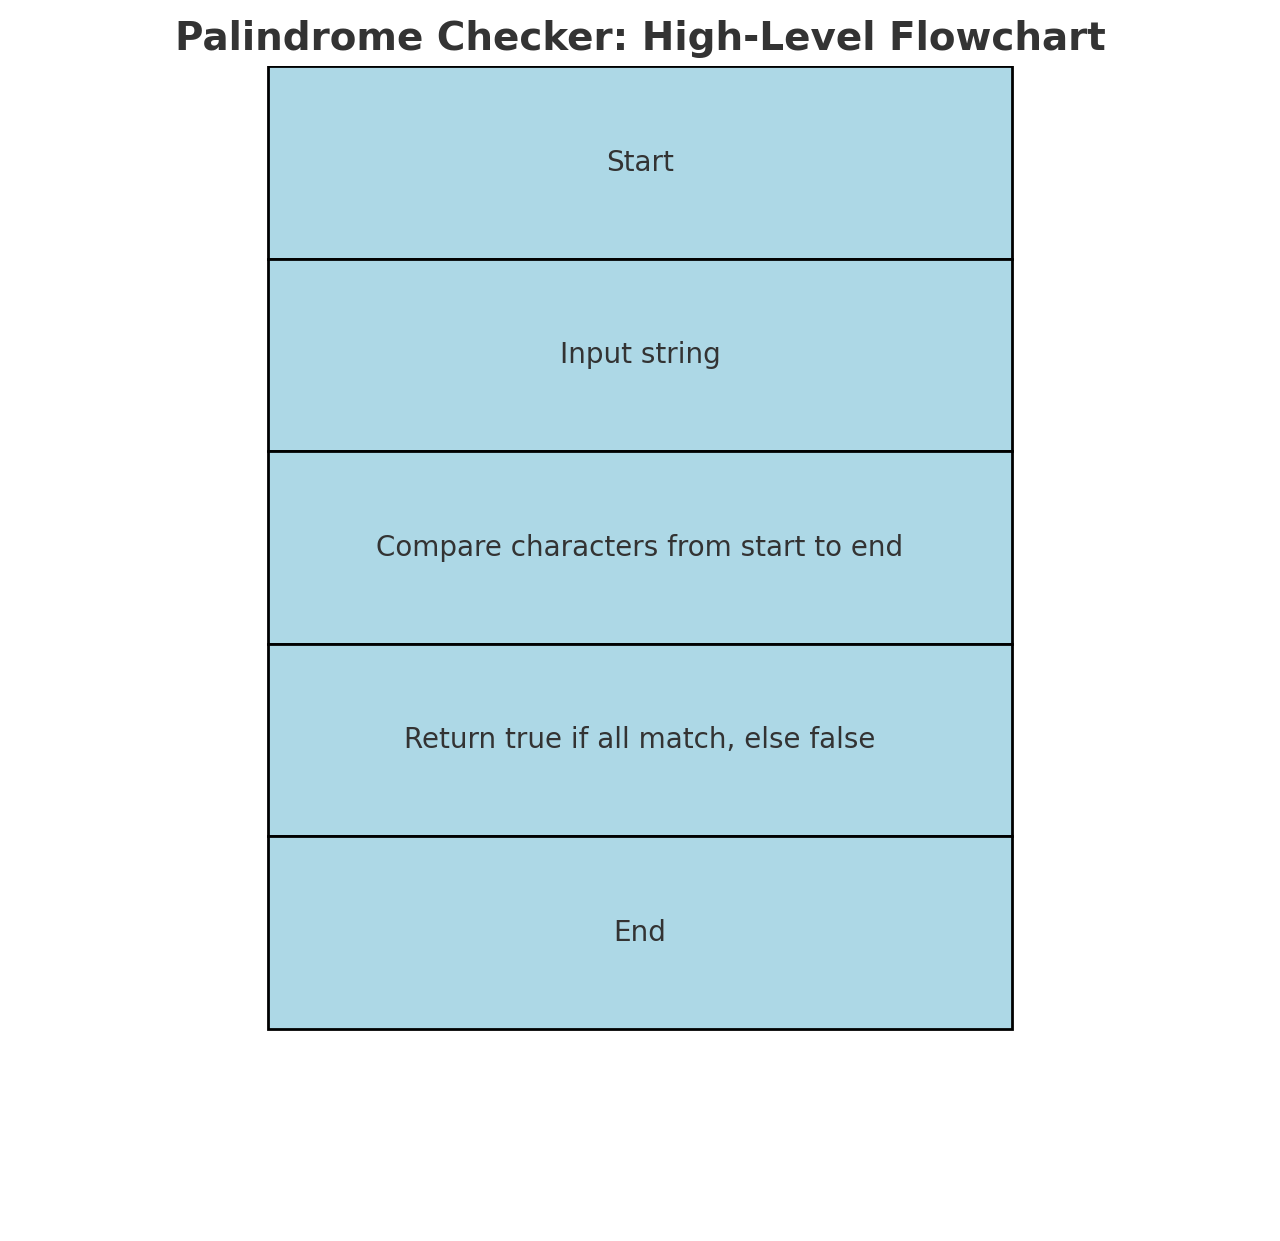 Palindrome Checker: High-Level Flowchart
Start
Input string
Compare characters from start to end
Return true if all match, else false
End